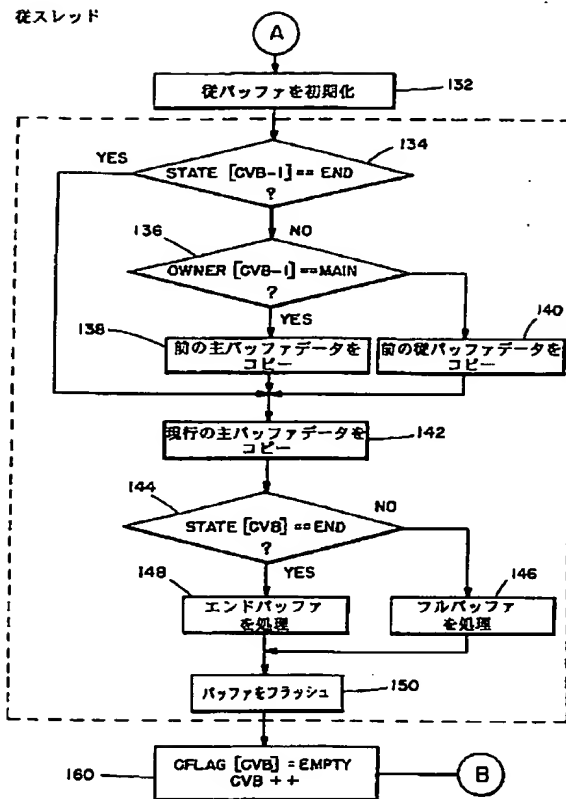 従スレッド
A
従バッファを初期化
132
134
YES
STATE [CVB-1] == END
?
NO
136
OWNER [CVB-1] ==MAIN
?
138
YES
140
前の主バッファデータを
コピー
前の従バッファデータを
コピー
現行の主バッファデータを
コピー
142
144
NO
STATE [CVB] == END
?
148
YES
146
エンドバッファ
を処理
フルバッファ
を処理
バッファをフラッシュ
150
160
CFLAG [CVB] = EMPTY
CVB ++
B